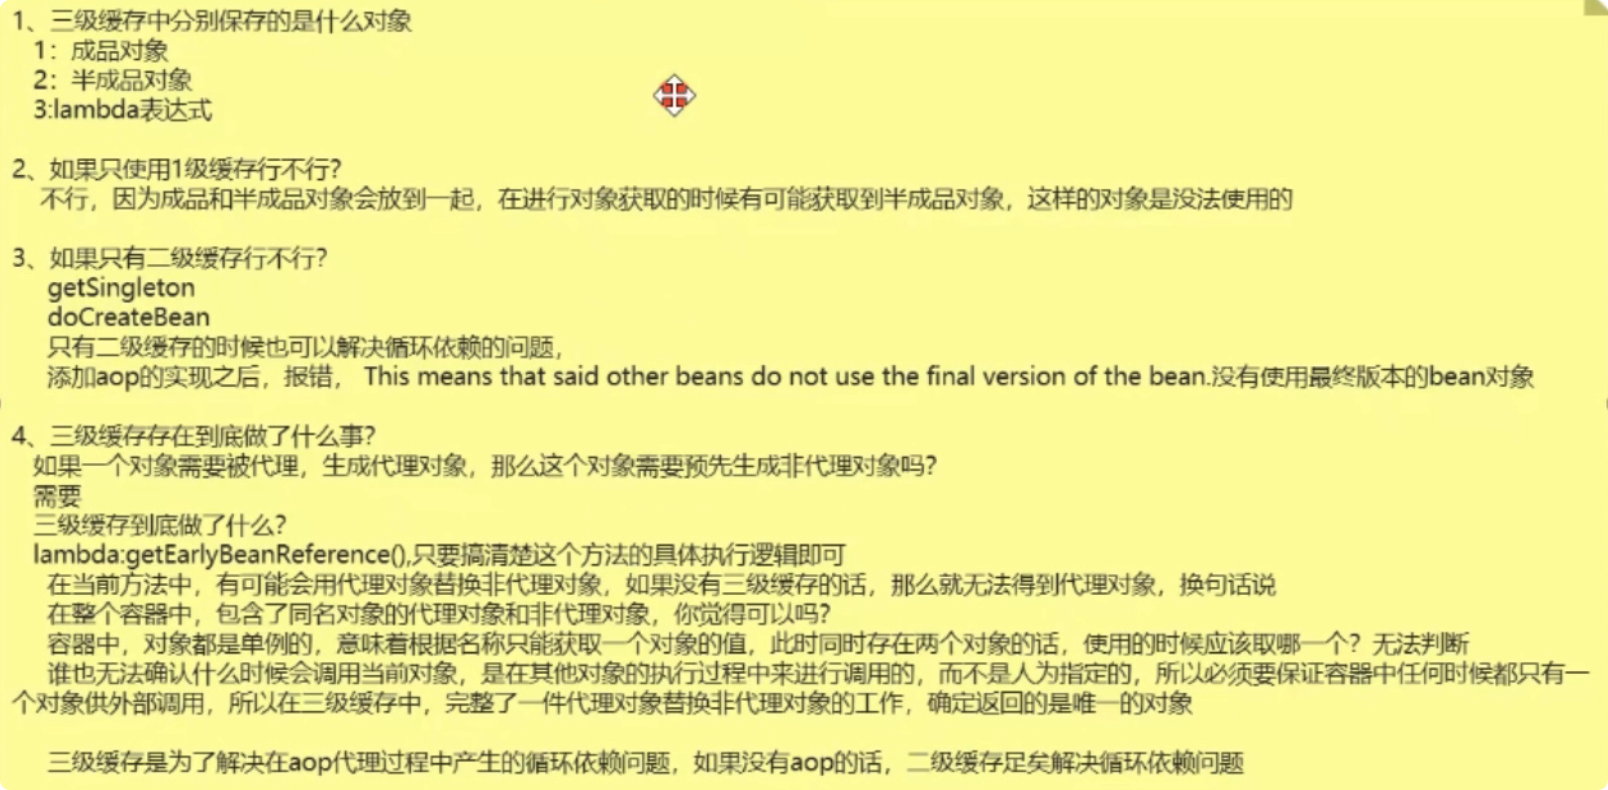 1、三级缓存中分别保存的是什么对象
1：成品对象
2：半成品对象
3:lambda表达式
2、如果只使用1级缓存行不行？
不行，因为成品和半成品对象会放到一起，在进行对象获取的时候有可能获取到半成品对象，这样的对象是没法使用的
3、如果只有二级缓存行不行？
getSingleton
doCreateBean
只有二级缓存的时候也可以解决循环依赖的问题，
添加aop的实现之后，报错， This means that said other beans do not use the final version of the bean.没有使用最终版本的bean对象
4、三级缓存存在到底做了什么事？
如果一个对象需要被代理，生成代理对象，那么这个对象需要预先生成非代理对象吗？
需要
三级缓存到底做了什么？
lambda:getEarlyBeanReference(),只要搞清楚这个方法的具体执行逻辑即可
在当前方法中，有可能会用代理对象替换非代理对象，如果没有三级缓存的话，那么就无法得到代理对象，换句话说
在整个容器中，包含了同名对象的代理对象和非代理对象，你觉得可以吗？
容器中，对象都是单例的，意味着根据名称只能获取一个对象的值，此时同时存在两个对象的话，使用的时候应该取哪一个？无法判断
谁也无法确认什么时候会调用当前对象，是在其他对象的执行过程中来进行调用的，而不是人为指定的，所以必须要保证容器中任何时候都只有一
个对象供外部调用，所以在三级缓存中，完整了一件代理对象替换非代理对象的工作，确定返回的是唯一的对象
三级缓存是为了解决在aop代理过程中产生的循环依赖问题，如果没有aop的话，二级缓存足矣解决循环依赖问题